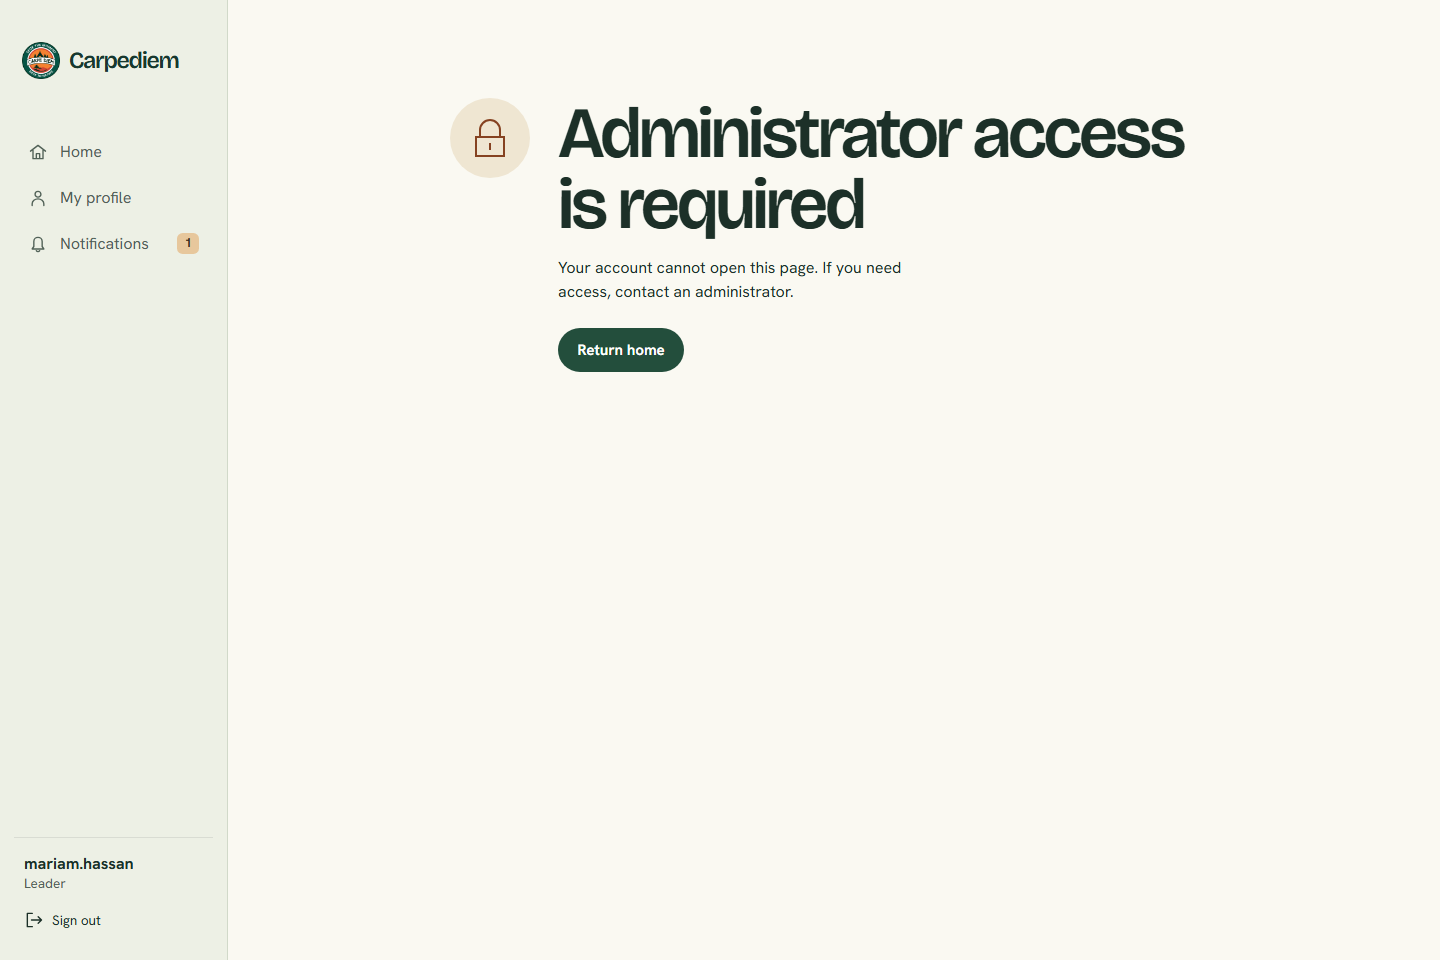 Carpediem
Home
My profile
Notifications 1
Administrator access
is required
Your account cannot open this page. If you need
access, contact an administrator.
Return home
mariam.hassan
Leader
Sign out